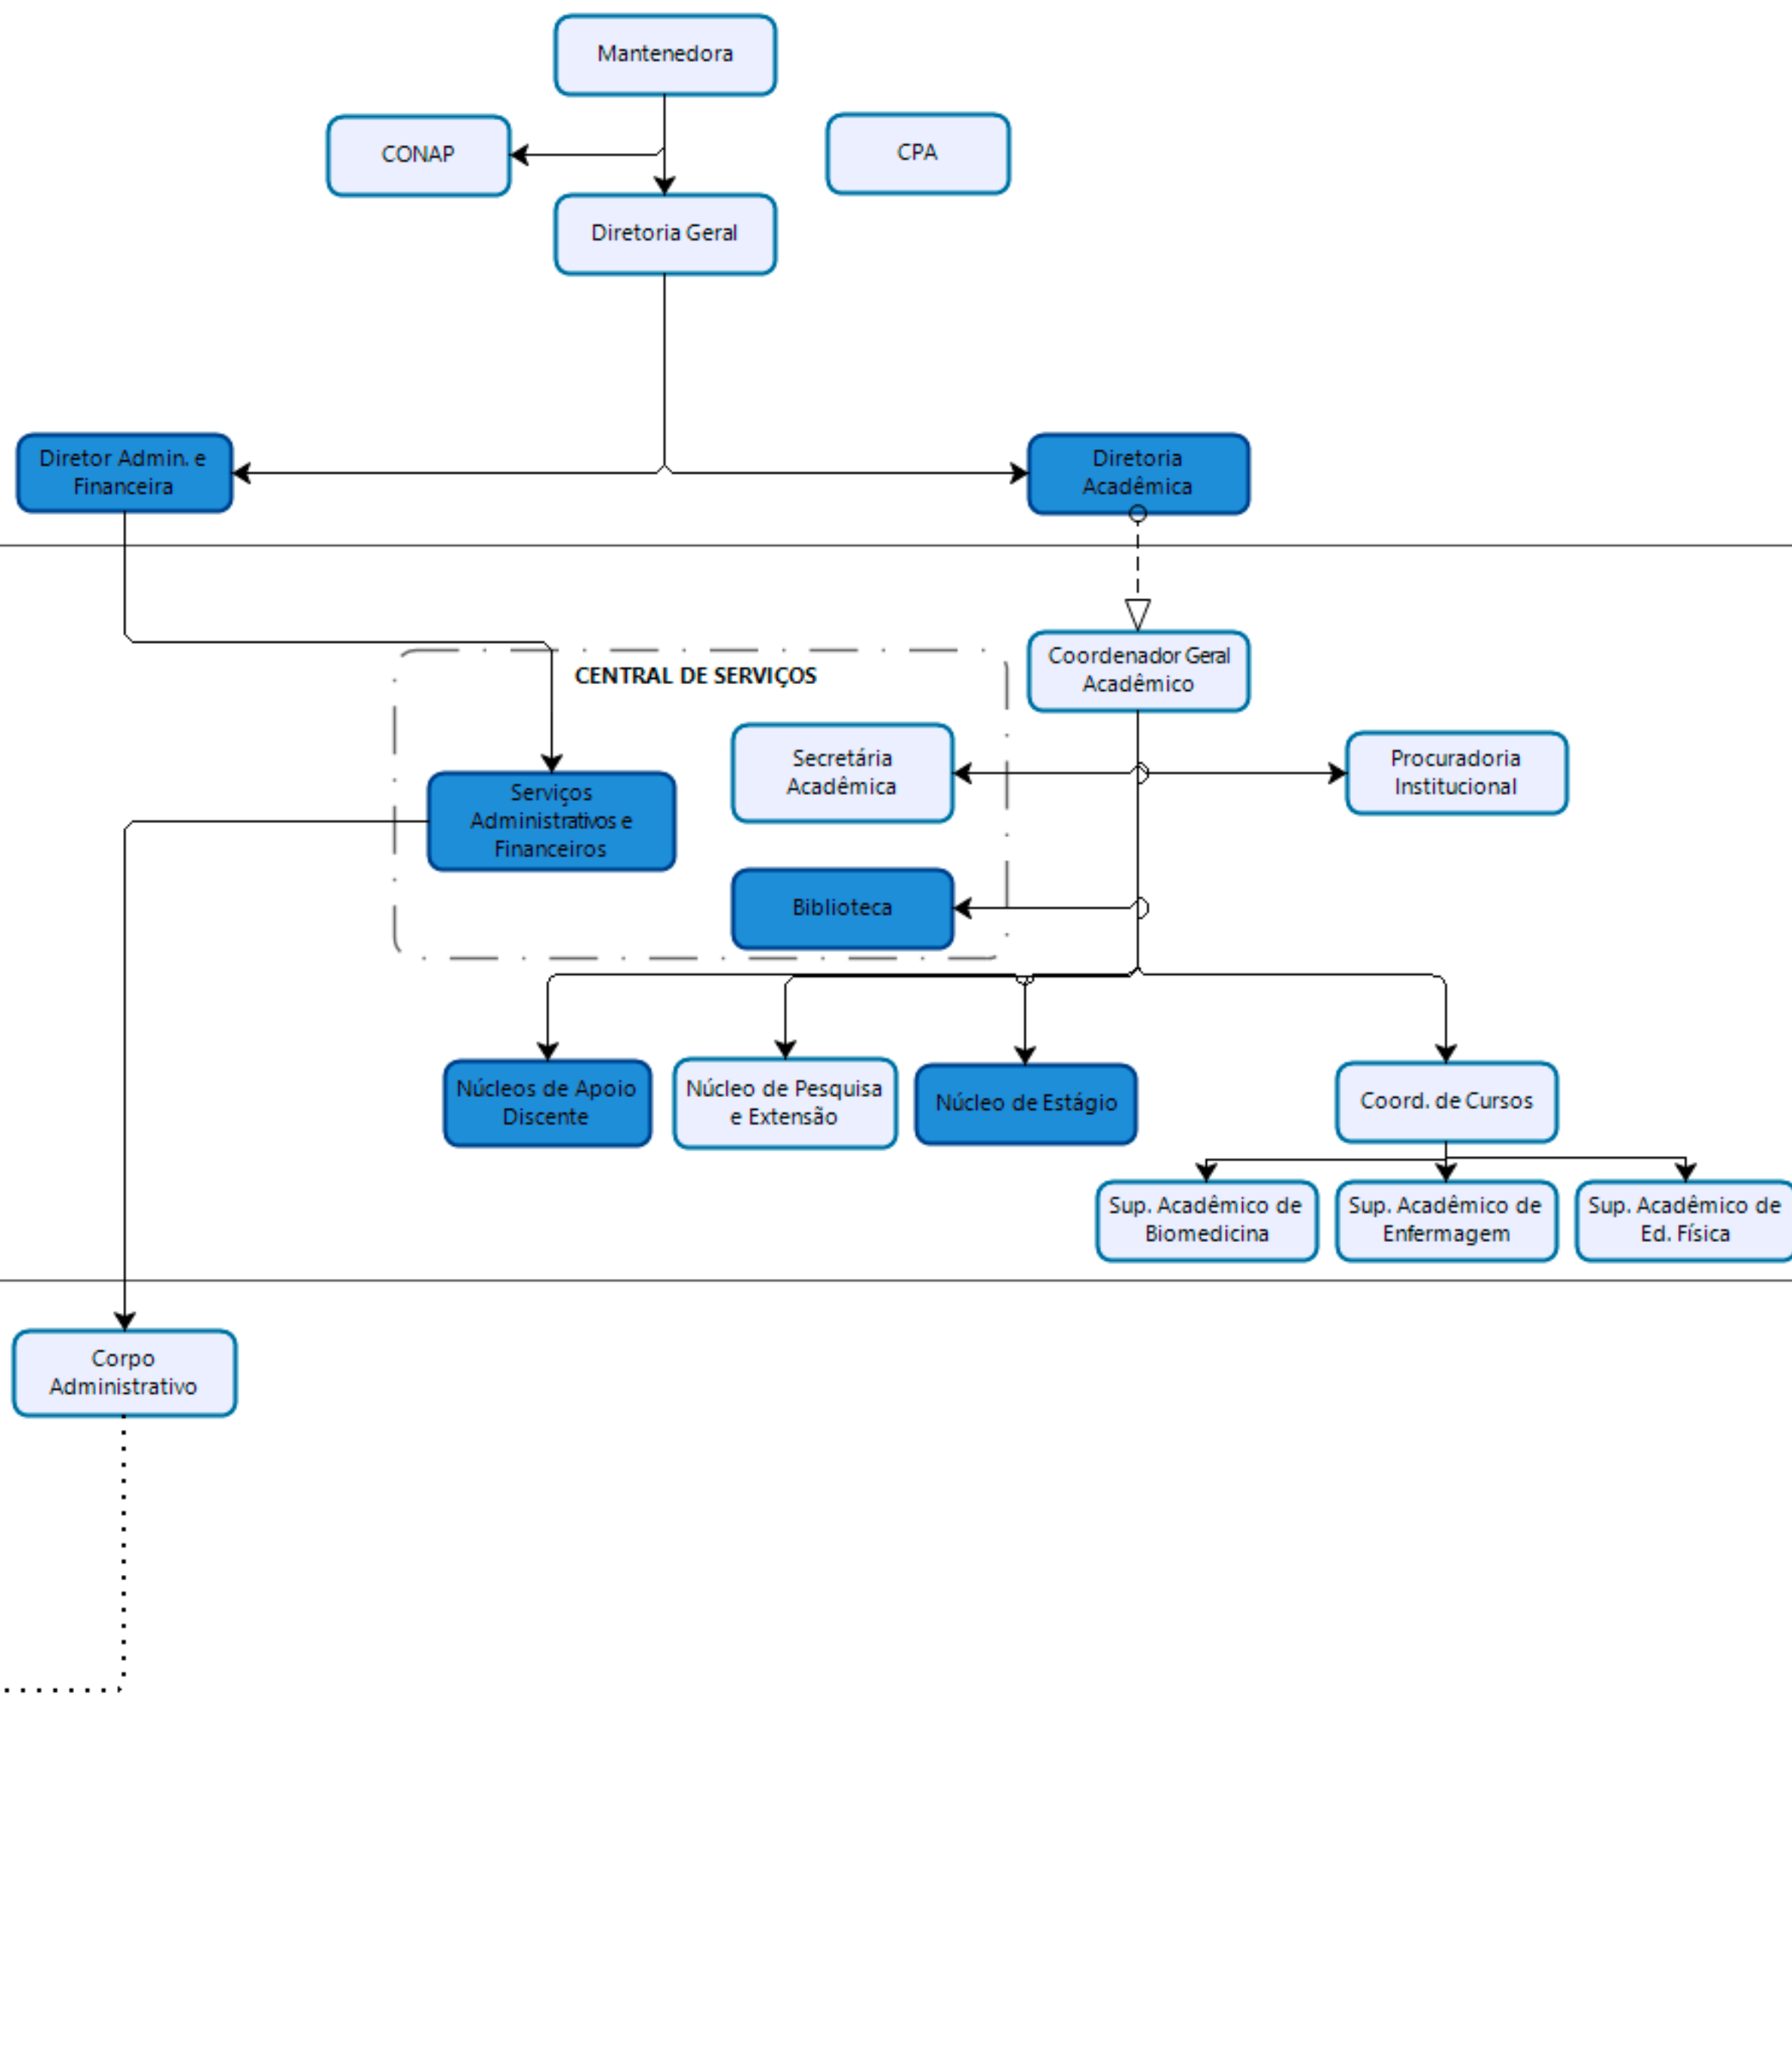 Mantenedora
CONAP
CPA
Diretoria Geral
Diretor Admin. e
Financeira
Diretoria
Acadêmica
Coordenador Geral
Acadêmico
CENTRAL DE SERVIÇOS
Secretária
Acadêmica
Procuradoria
Institucional
Serviços
Administrativos e
Financeiros
Biblioteca
Núcleos de Apoio
Discente
Núcleo de Pesquisa
e Extensão
Núcleo de Estágio
Coord. de Cursos
Sup. Acadêmico de
Biomedicina
Sup. Acadêmico de
Enfermagem
Sup. Acadêmico de
Ed. Física
Corpo
Administrativo